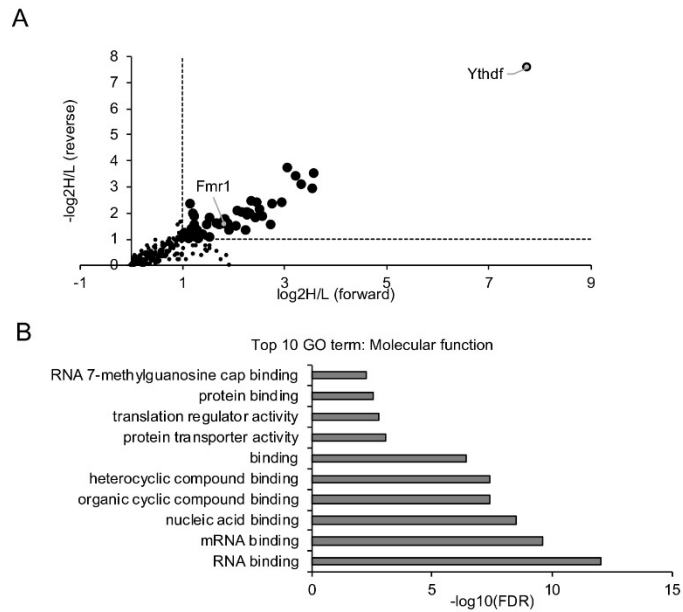 A
-log2H/L (reverse)
8
7
6
5
4
3
2
1
0
Ythdf
Fmr1
-1
1
3
5
7
9
log2H/L (forward)
B
Top 10 GO term: Molecular function
RNA 7-methylguanosine cap binding
protein binding
translation regulator activity
protein transporter activity
binding
heterocyclic compound binding
organic cyclic compound binding
nucleic acid binding
mRNA binding
RNA binding
0
5
10
15
-log10(FDR)